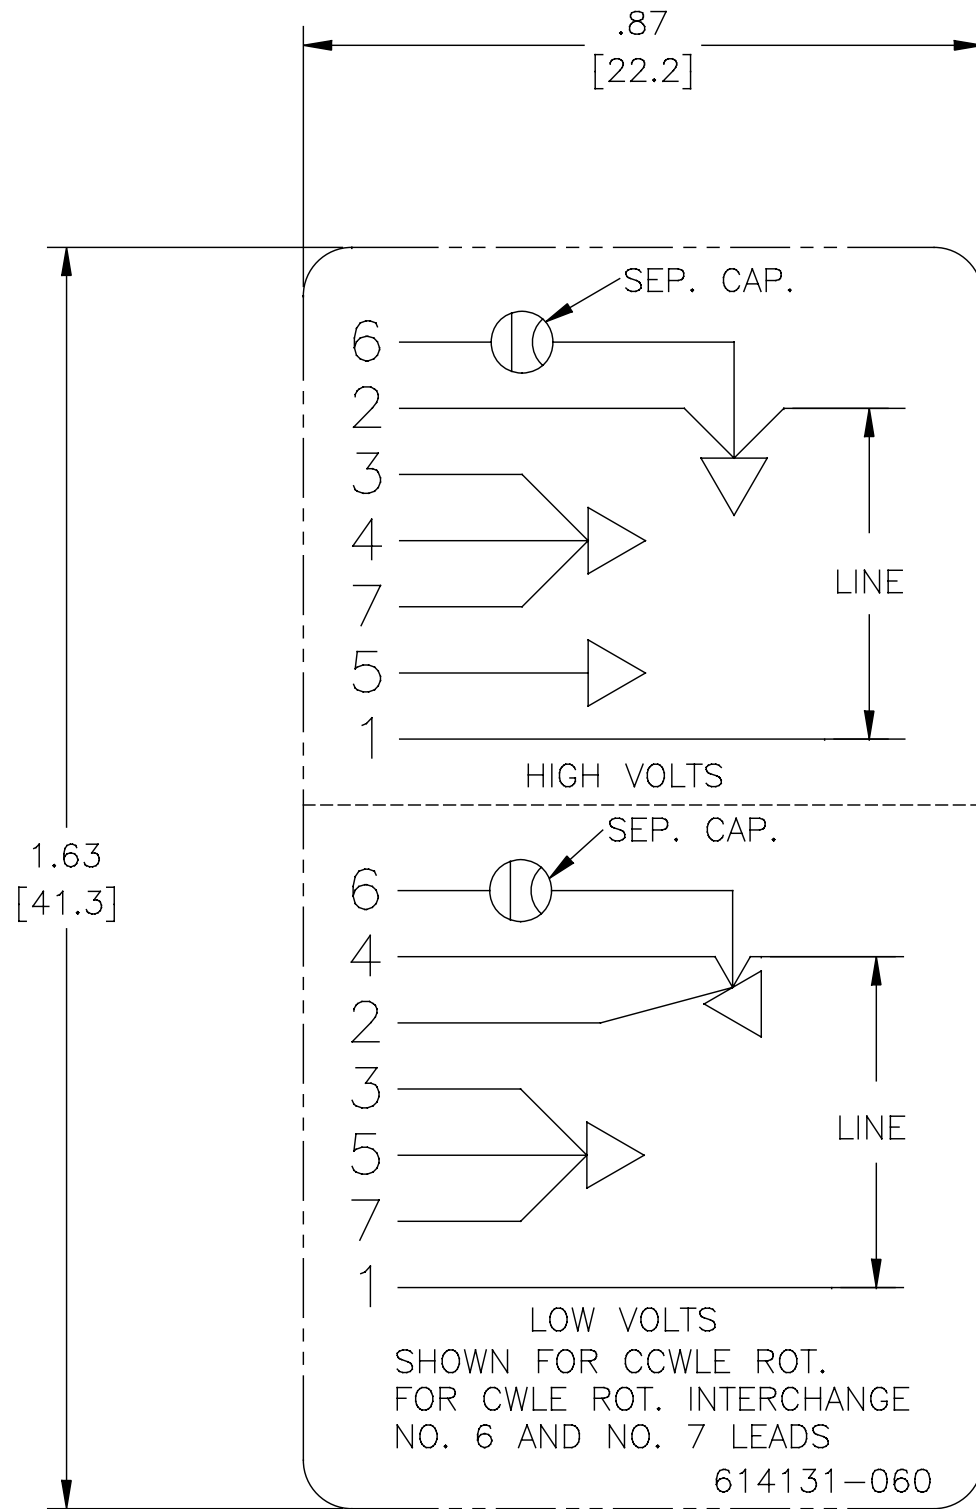 .87
[22.2]
SEP. CAP.
6
2
3
4
7
5
1
LINE
HIGH VOLTS
1.63
[41.3]
SEP. CAP.
6
4
2
3
5
7
1
LINE
LOW VOLTS
SHOWN FOR CCWLE ROT.
FOR CWLE ROT. INTERCHANGE
NO. 6 AND NO. 7 LEADS
614131-060